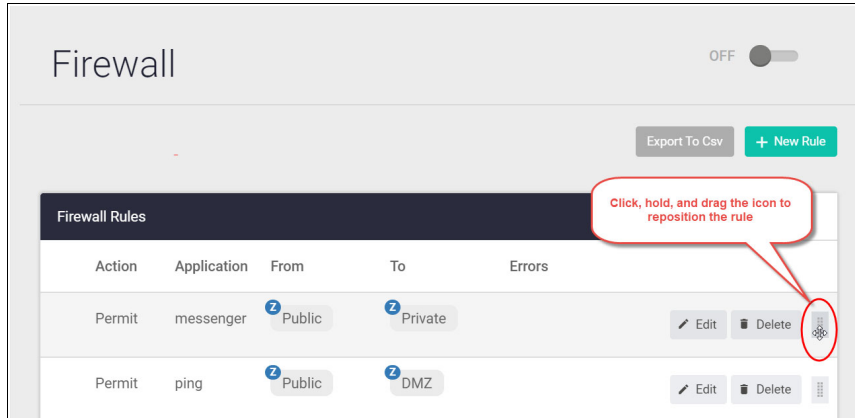 Firewall
OFF
Export To Csv
+ New Rule
Click, hold, and drag the icon to
reposition the rule
Firewall Rules
Action Application From To Errors
Permit messenger Z Public Z Private Edit Delete
Permit ping Z Public Z DMZ Edit Delete